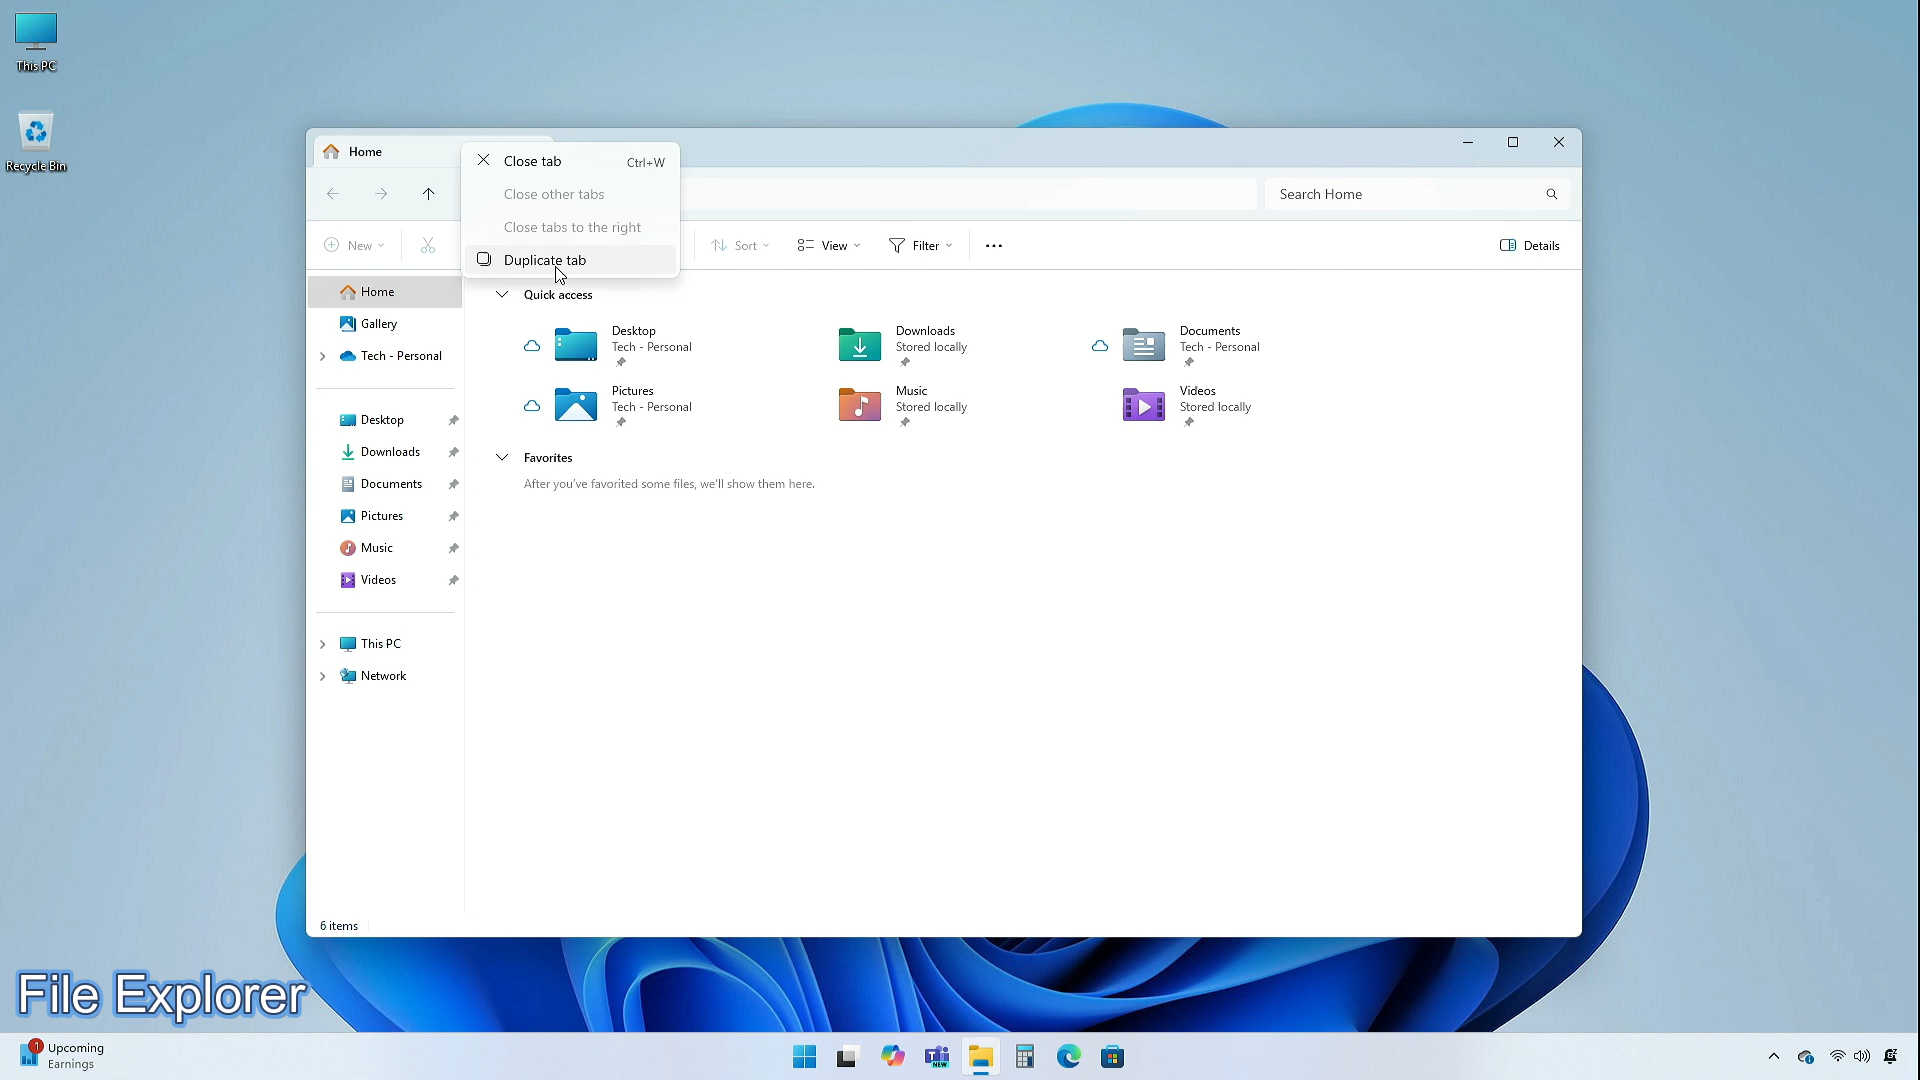 This PC
Recycle Bin
Home
Close tab Ctrl+W
Close other tabs
Close tabs to the right
Duplicate tab
Search Home
New
Sort
View
Filter
Details
Home
Gallery
Tech - Personal
Desktop
Downloads
Documents
Pictures
Music
Videos
This PC
Network
Quick access
Desktop
Tech - Personal
Downloads
Stored locally
Documents
Tech - Personal
Pictures
Tech - Personal
Music
Stored locally
Videos
Stored locally
Favorites
After you've favorited some files, we'll show them here.
6 items
File Explorer
1
Upcoming
Earnings
T
NEW